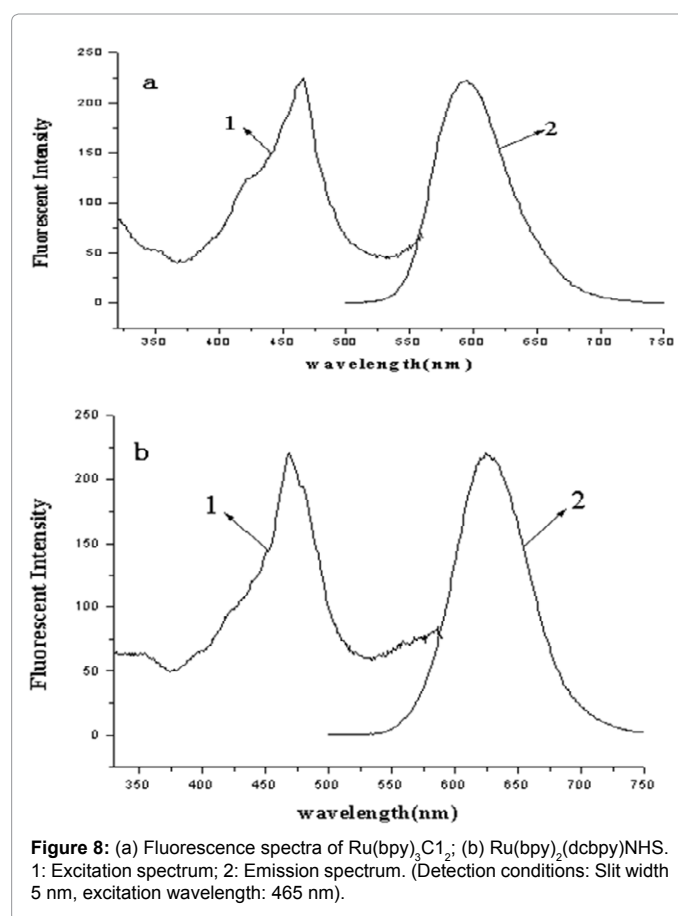 250
a
200
1
2
150
100
50
0
Fluorescent Intensity
350 400 450 500 550 600 650 700 750
wavelength(nm)
250
b
200
1
2
150
100
50
0
Fluorescent Intensity
350 400 450 500 550 600 650 700 750
wavelength(nm)
Figure 8: (a) Fluorescence spectra of Ru(bpy)₃C1₂; (b) Ru(bpy)₂(dcbpy)NHS.
1: Excitation spectrum; 2: Emission spectrum. (Detection conditions: Slit width
5 nm, excitation wavelength: 465 nm).